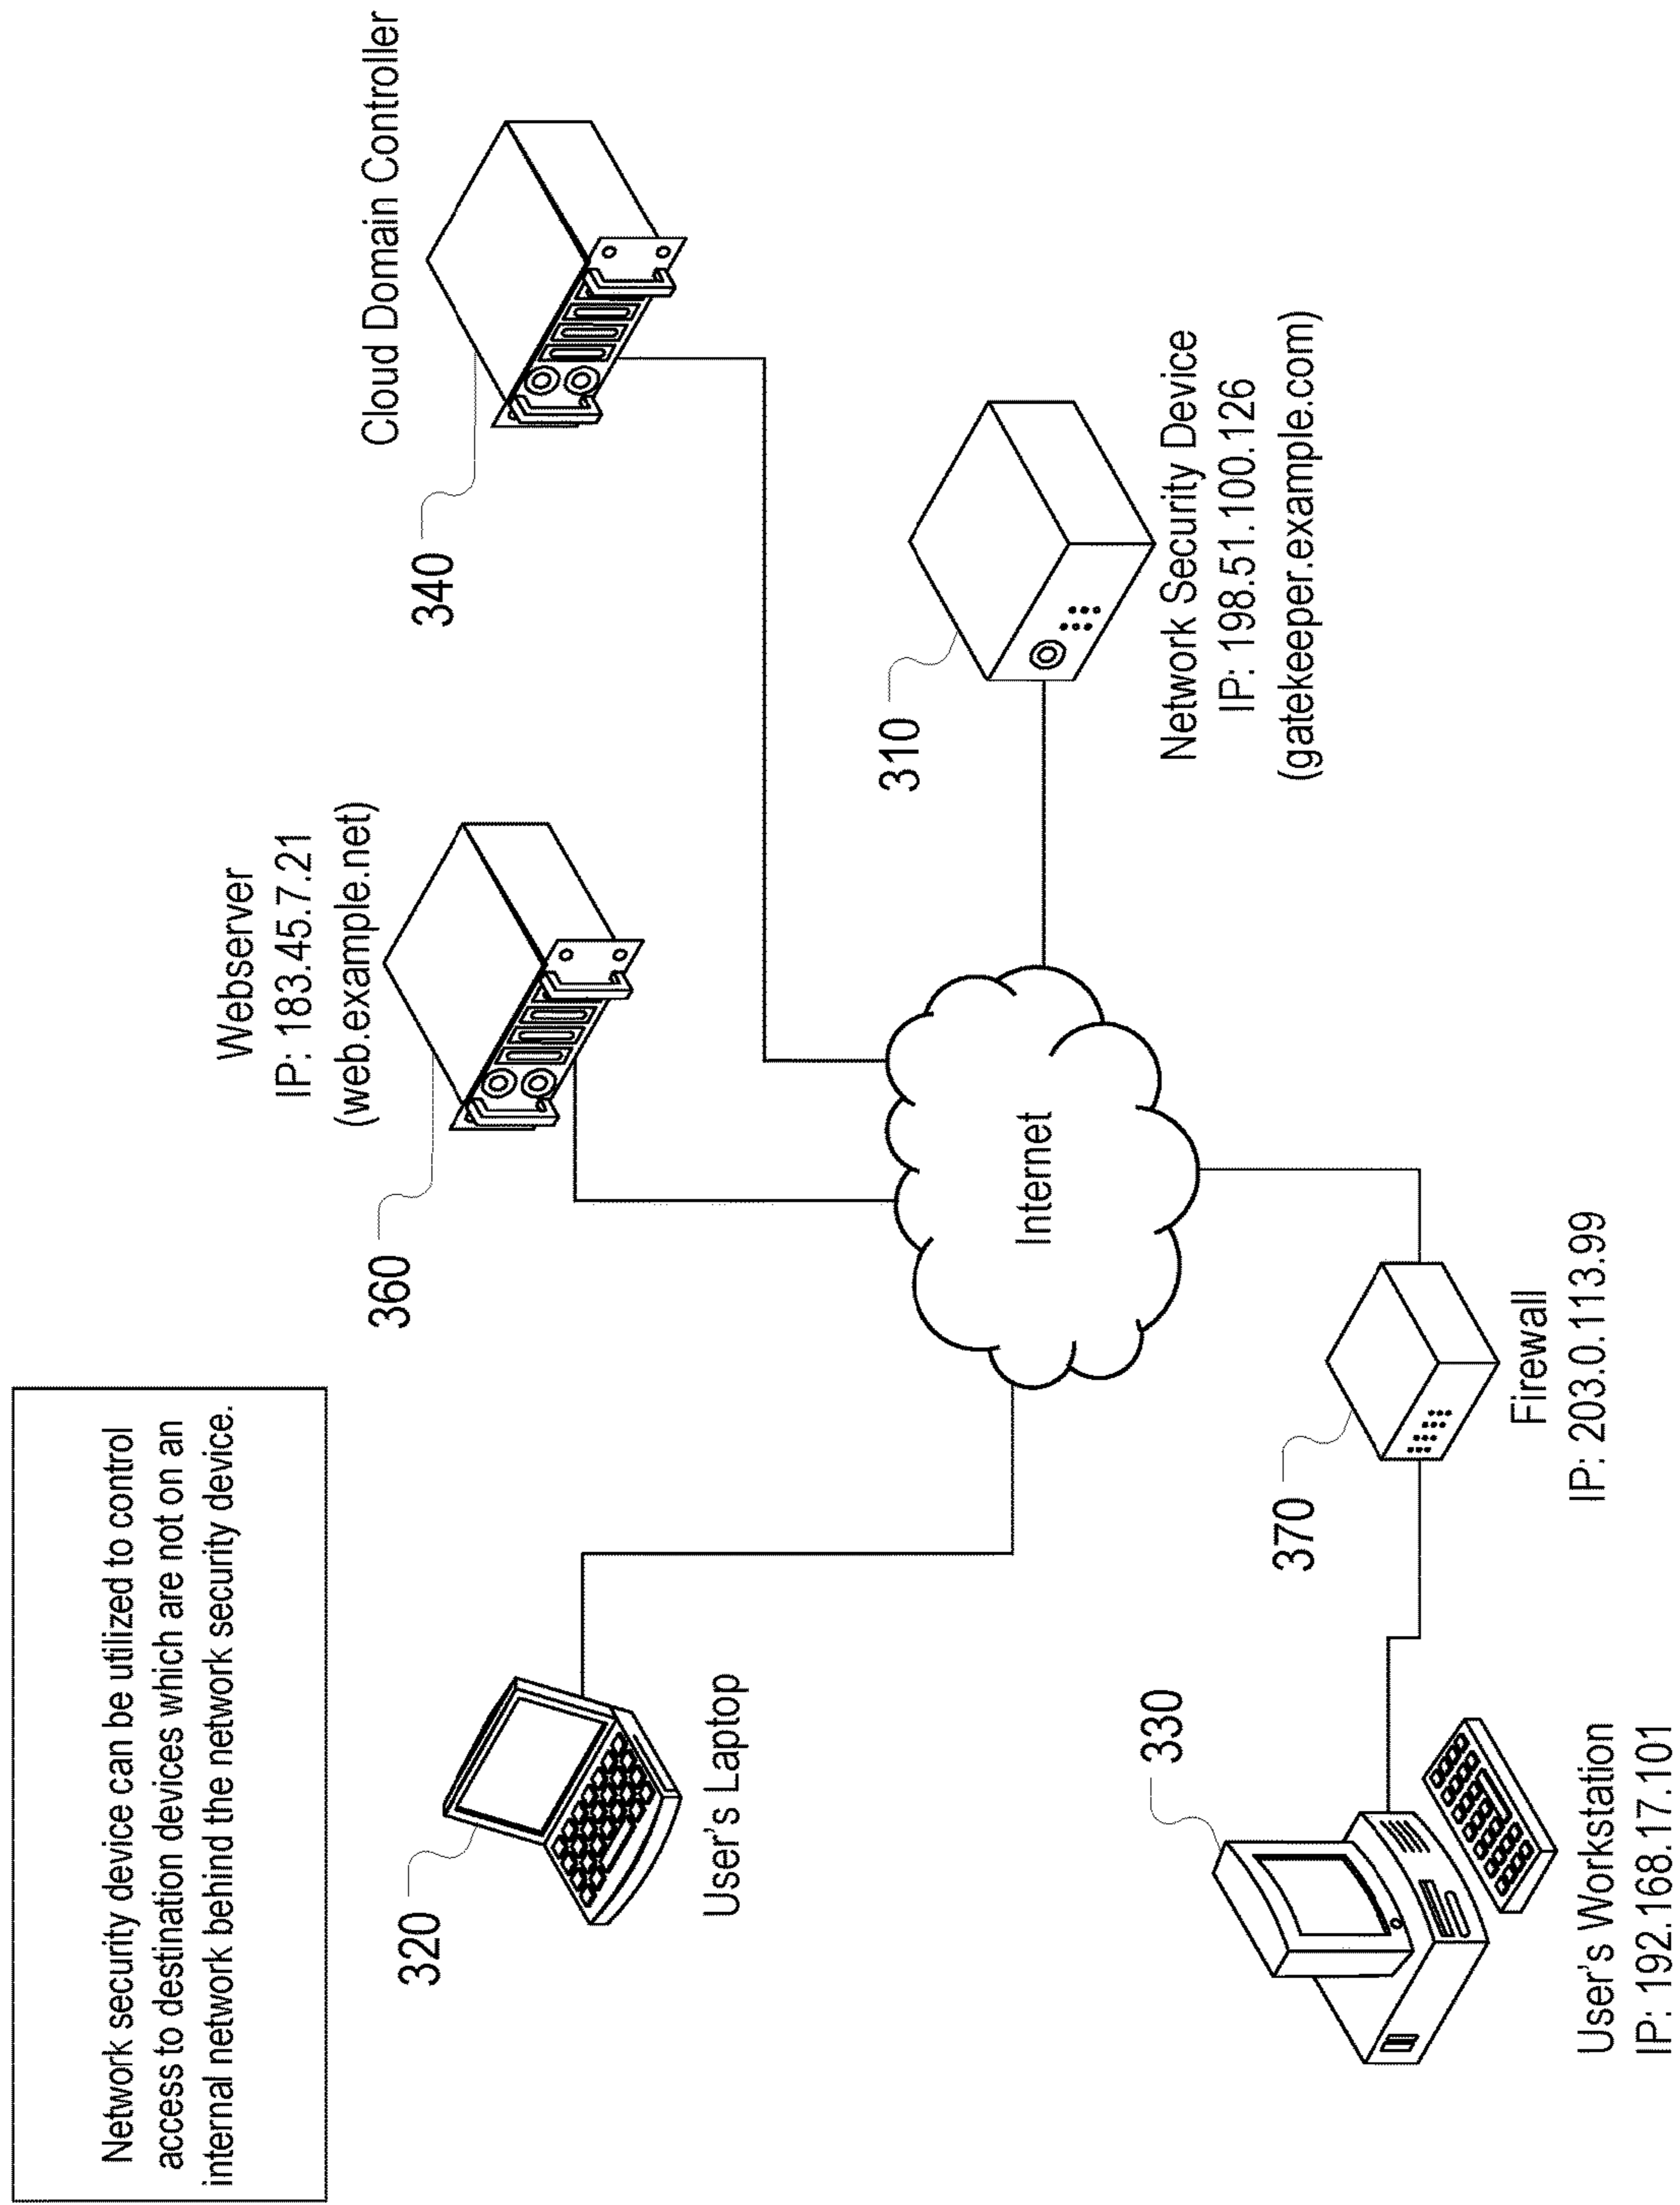 Network security device can be utilized to control
access to destination devices which are not on an
internal network behind the network security device.
Webserver
IP: 183.45.7.21
(web.example.net)
360
Cloud Domain Controller
340
320
User's Laptop
Internet
310
Network Security Device
IP: 198.51.100.126
(gatekeeper.example.com)
330
User's Workstation
IP: 192.168.17.101
370
Firewall
IP: 203.0.113.99